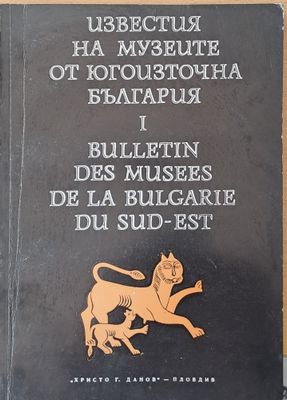 ИЗВЕСТИЯ
НА МУЗЕИТЕ
ОТ ЮГОИЗТОЧНА
БЪЛГАРИЯ
I
BULLETIN
DES MUSEES
DE LA BULGARIE
DU SUD-EST
„ХРИСТО Г. ДАНОВ" — ПЛОВДИВ